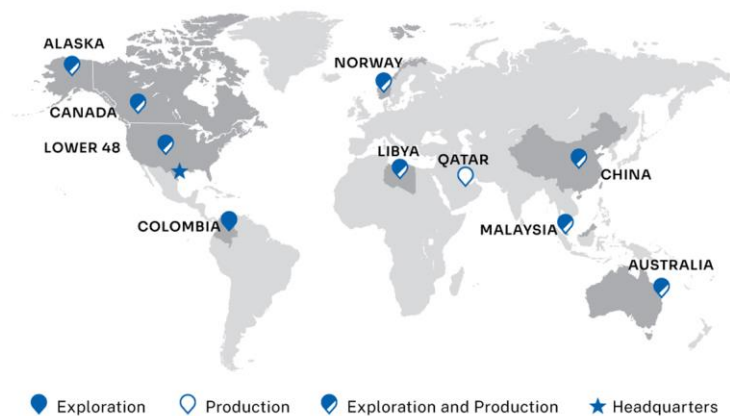 ALASKA
NORWAY
CANADA
LOWER 48
LIBYA
QATAR
CHINA
COLOMBIA
MALAYSIA
AUSTRALIA
Exploration
Production
Exploration and Production
Headquarters